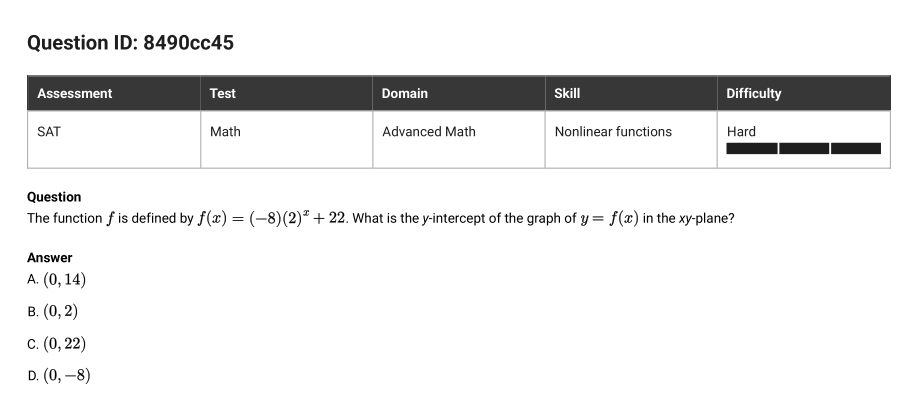 Question ID: 8490cc45
Assessment Test Domain Skill Difficulty
SAT Math Advanced Math Nonlinear functions Hard
Question
The function f is defined by f(x) = (−8)(2)^x + 22. What is the y-intercept of the graph of y = f(x) in the xy-plane?
Answer
A. (0, 14)
B. (0, 2)
C. (0, 22)
D. (0, −8)